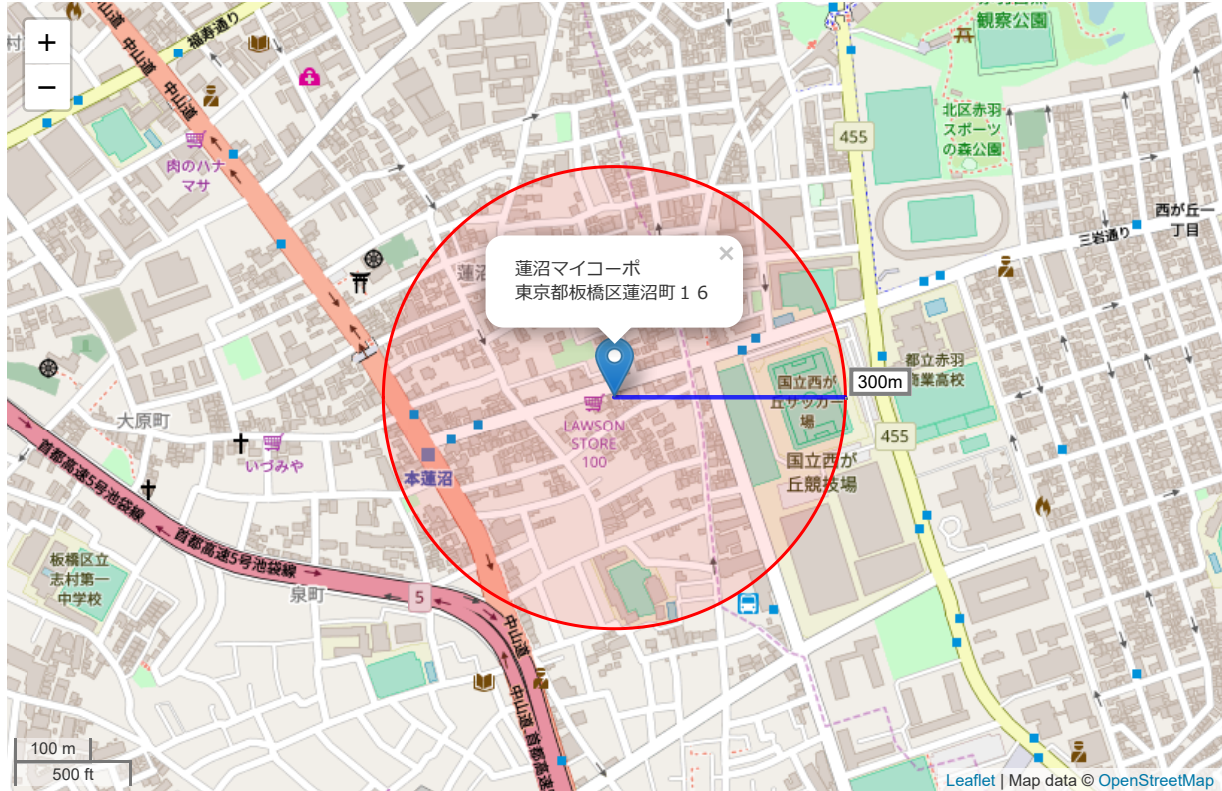 +
−
中山道
福寿通り
中山道
中山道
村
観察公園
455
北区赤羽
スポーツ
の森公園
肉のハナ
マサ
西が丘一
丁目
三岩通り
蓮沼マイコーポ
×
東京都板橋区蓮沼町１６
300m
都立赤羽
商業高校
国立西が
丘サッカー
場
LAWSON
STORE
100
455
大原町
いづみや
本蓮沼
国立西が
丘競技場
首都高速5号池袋線
首都高速5号池袋線
板橋区立
志村第一
中学校
泉町
5
中山道
中山道
100 m
500 ft
Leaflet | Map data © OpenStreetMap